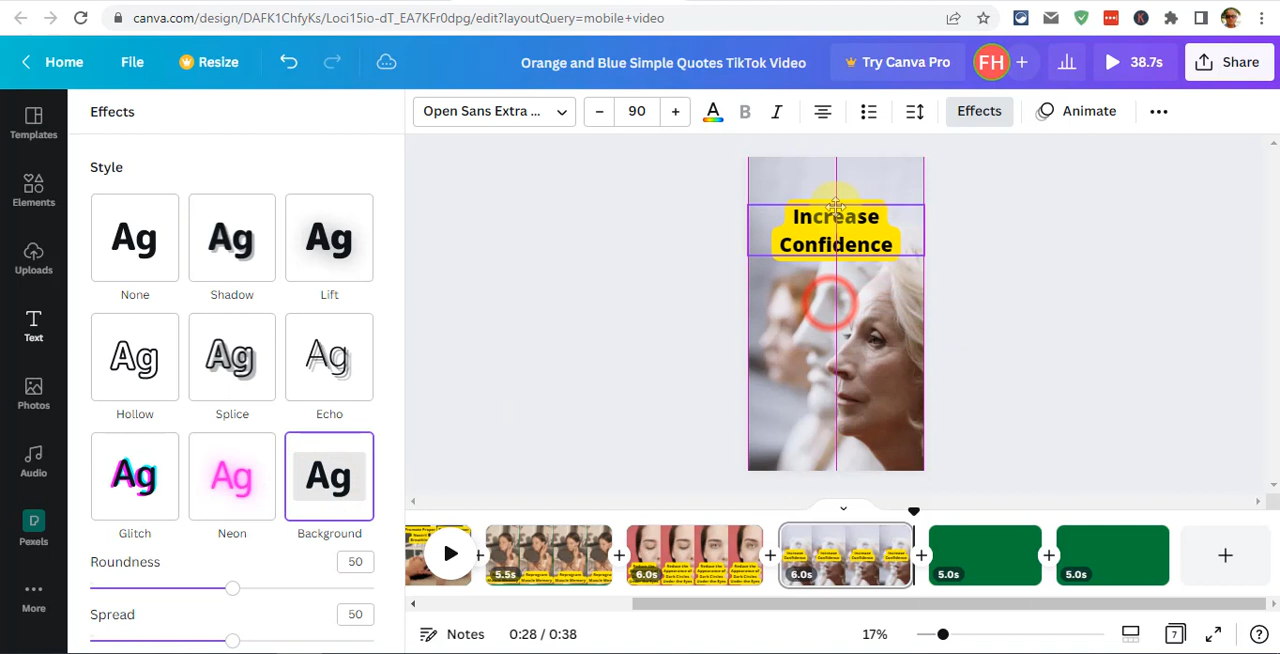 canva.com/design/DAFK1ChfyKs/Loci15io-dT_EA7KFr0dpg/edit?layoutQuery=mobile+video
Home
File
Resize
Orange and Blue Simple Quotes TikTok Video
Try Canva Pro
FH
38.7s
Share
Templates
Elements
Uploads
Text
Photos
Audio
Pexels
More
Effects
Open Sans Extra ...
90
A
B
I
Effects
Animate
Style
Ag
None
Ag
Shadow
Ag
Lift
Ag
Hollow
Ag
Splice
Ag
Echo
Ag
Glitch
Ag
Neon
Ag
Background
Roundness
50
Spread
50
Increase
Confidence
5.5s
6.0s
6.0s
5.0s
5.0s
Notes
0:28 / 0:38
17%
7